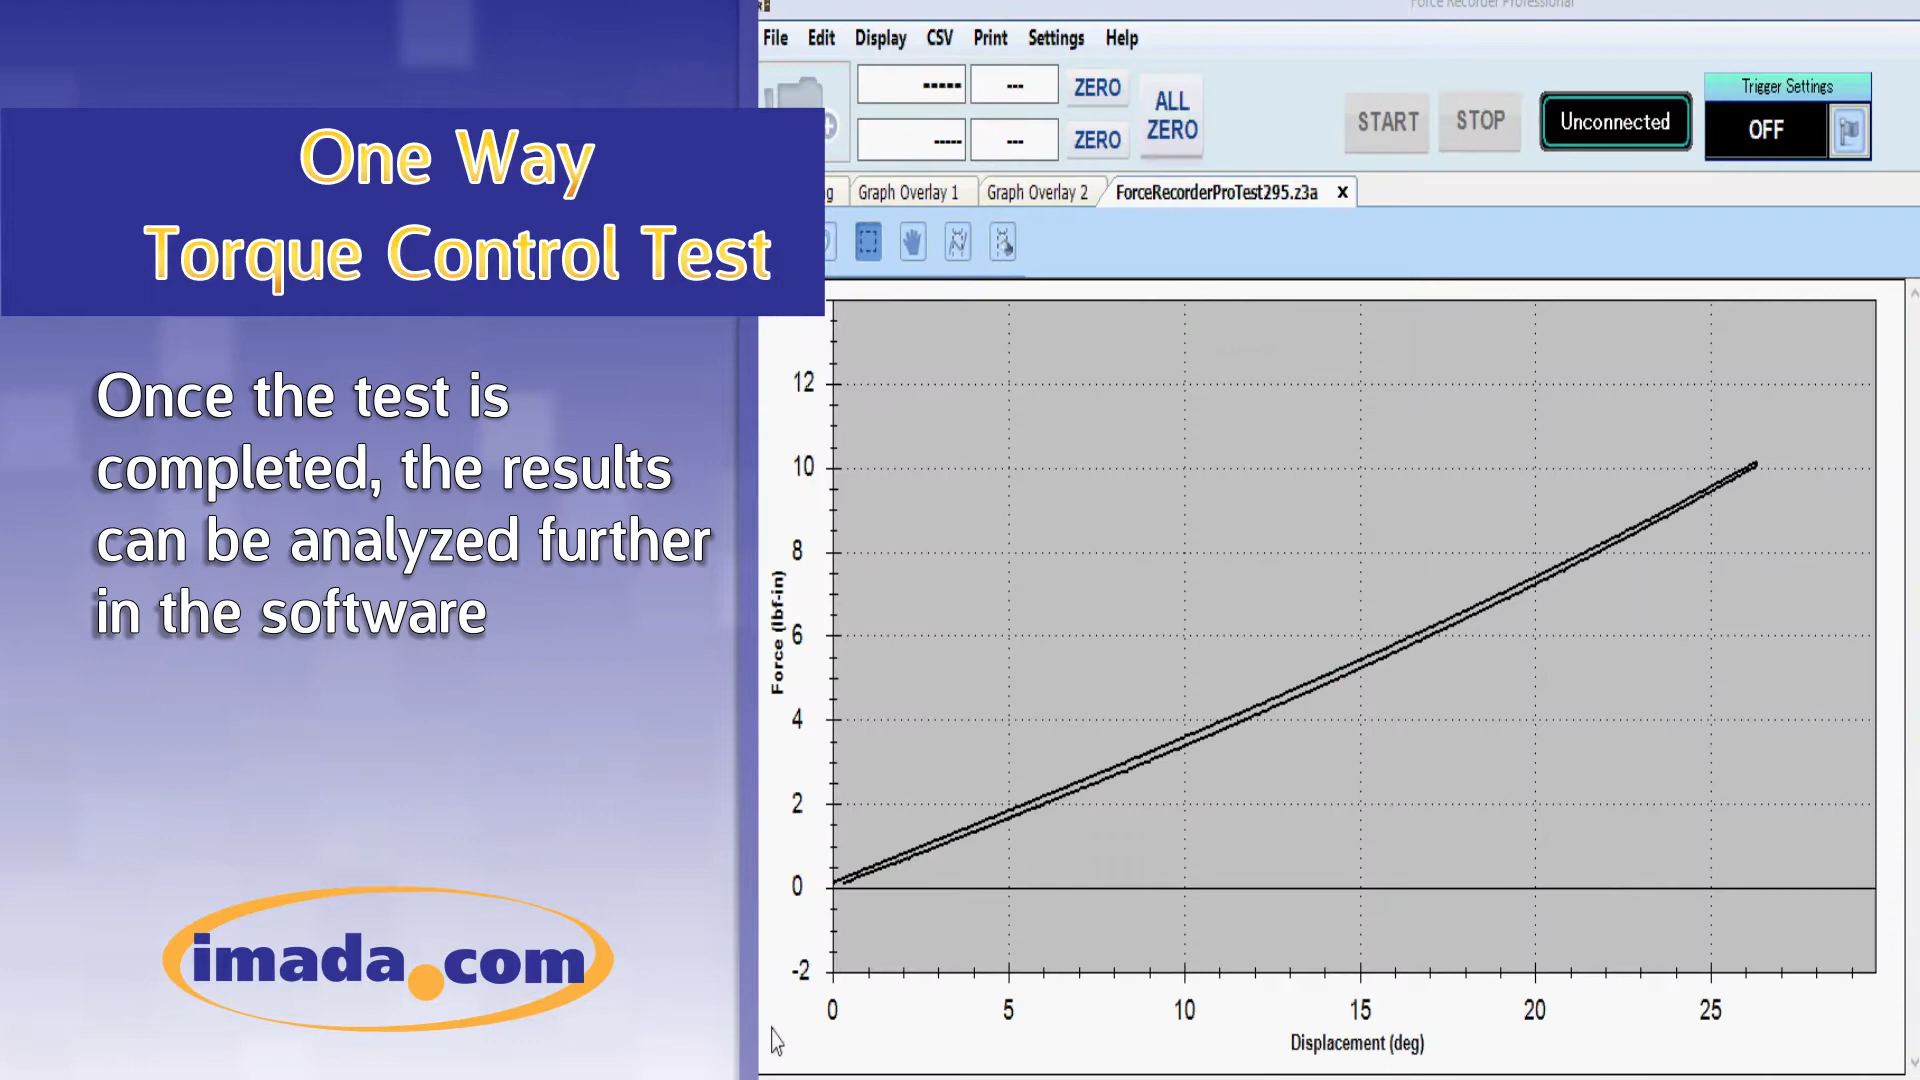 Force Recorder Professional
File Edit Display CSV Print Settings Help
----- --- ZERO
ALL ZERO
----- --- ZERO
START STOP Unconnected
Trigger Settings
OFF
Graph Overlay 1 Graph Overlay 2 ForceRecorderProTest295.z3a x
One Way
Torque Control Test
Once the test is
completed, the results
can be analyzed further
in the software
imada.com
Force (lbf-in)
12
10
8
6
4
2
0
-2
0 5 10 15 20 25
Displacement (deg)